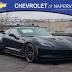 CHEVROLET OF NAPERV